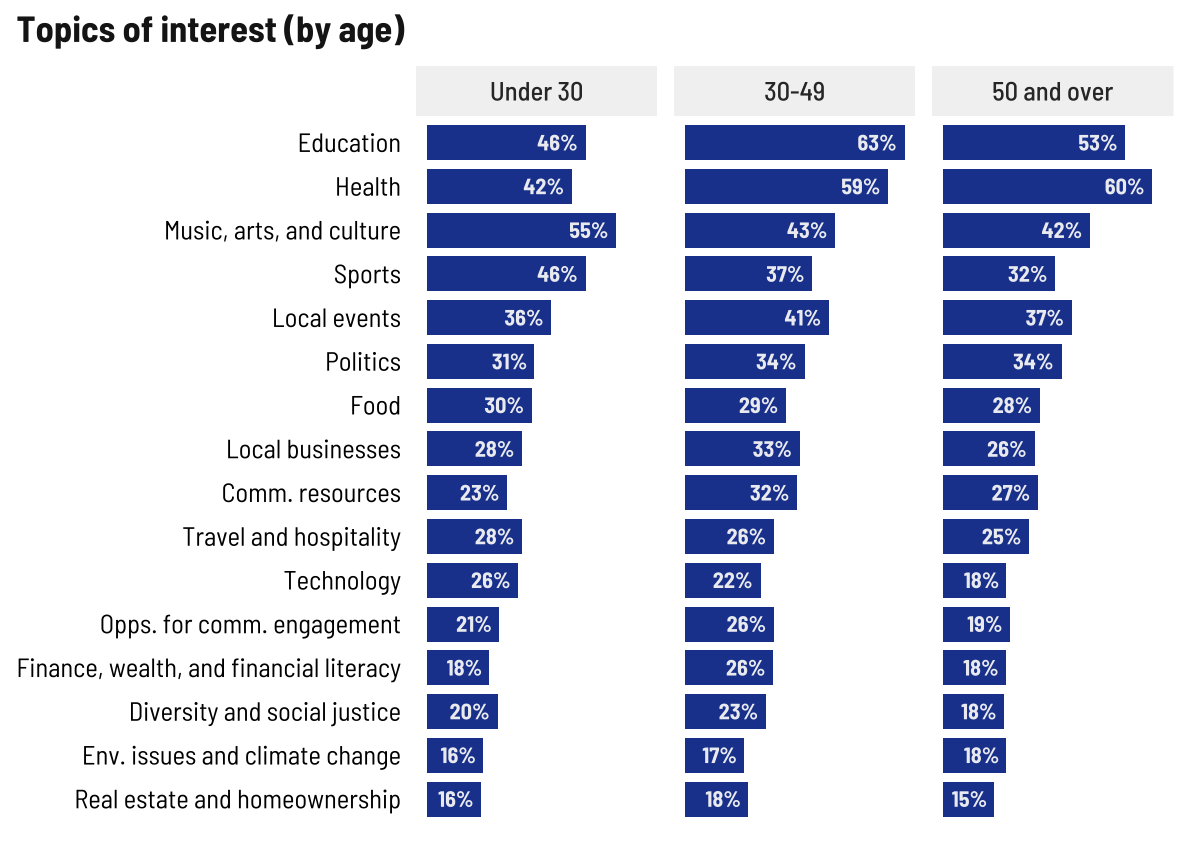 Topics of interest (by age)
Under 30 30-49 50 and over
Education 46% 63% 53%
Health 42% 59% 60%
Music, arts, and culture 55% 43% 42%
Sports 46% 37% 32%
Local events 36% 41% 37%
Politics 31% 34% 34%
Food 30% 29% 28%
Local businesses 28% 33% 26%
Comm. resources 23% 32% 27%
Travel and hospitality 28% 26% 25%
Technology 26% 22% 18%
Opps. for comm. engagement 21% 26% 19%
Finance, wealth, and financial literacy 18% 26% 18%
Diversity and social justice 20% 23% 18%
Env. issues and climate change 16% 17% 18%
Real estate and homeownership 16% 18% 15%